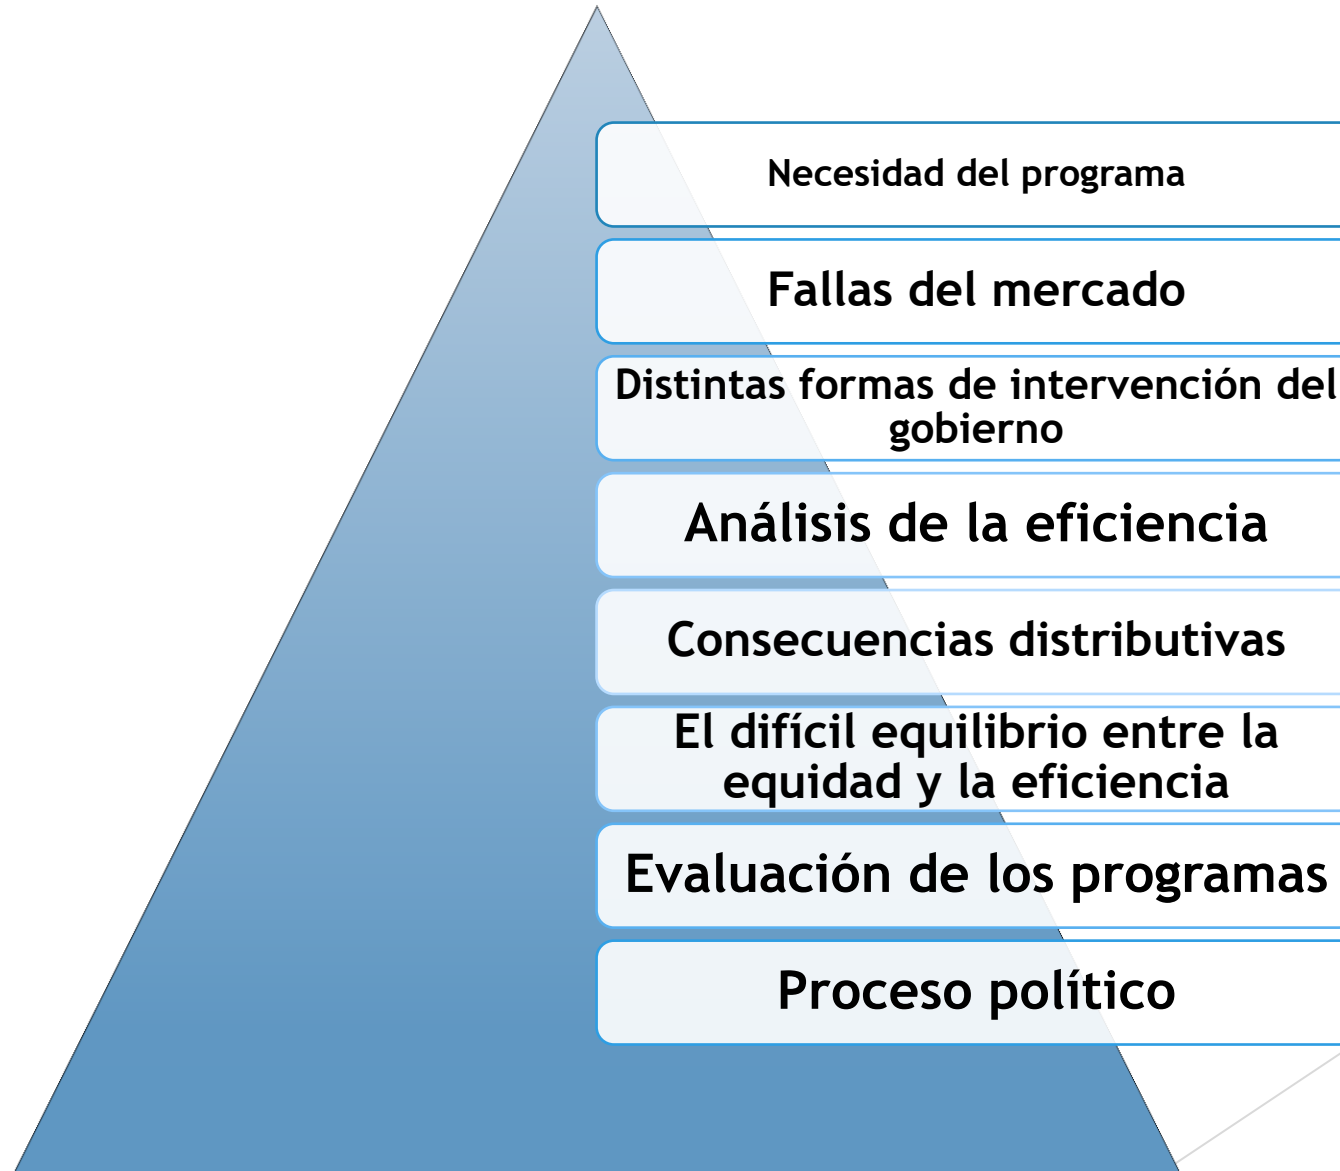 Necesidad del programa
Fallas del mercado
Distintas formas de intervención del
gobierno
Análisis de la eficiencia
Consecuencias distributivas
El difícil equilibrio entre la
equidad y la eficiencia
Evaluación de los programas
Proceso político